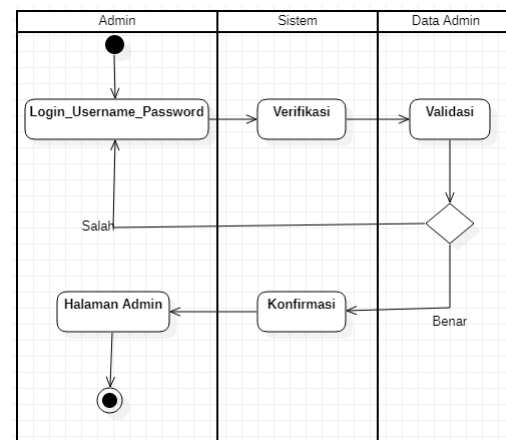 Admin
Sistem
Data Admin
Login_Username_Password
Verifikasi
Validasi
Salah
Halaman Admin
Konfirmasi
Benar